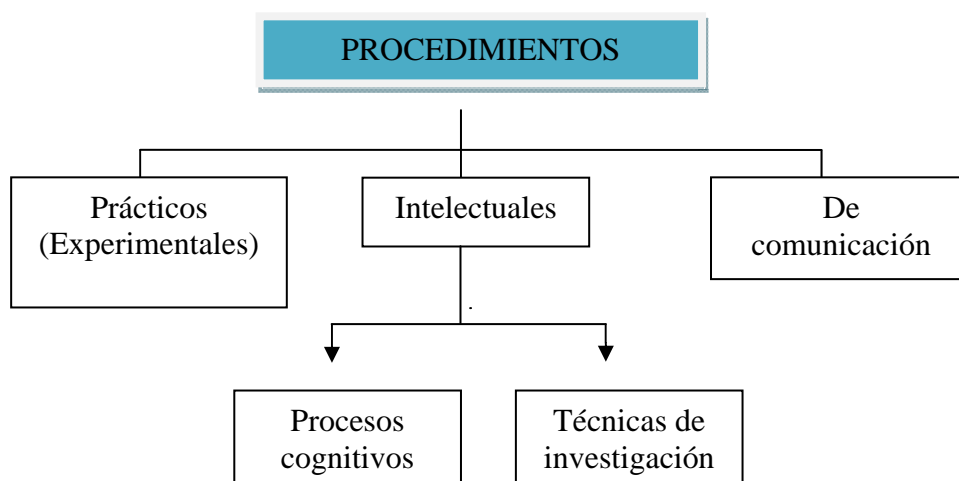 PROCEDIMIENTOS
Prácticos
(Experimentales)
Intelectuales
De
comunicación
.
Procesos
cognitivos
Técnicas de
investigación